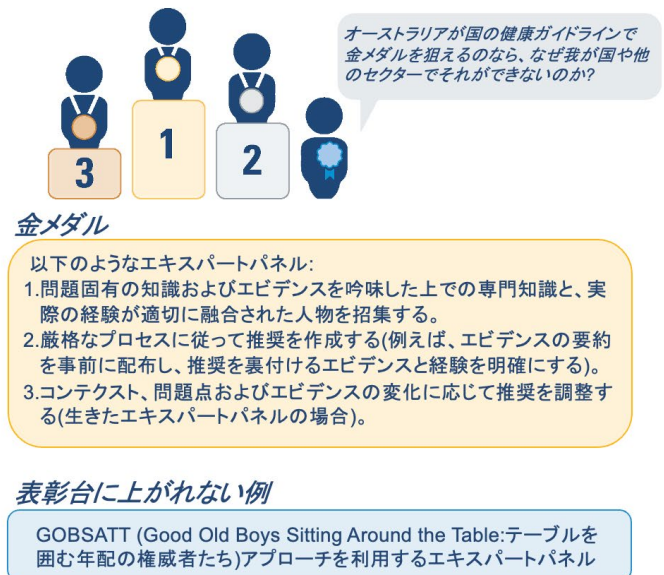 オーストラリアが国の健康ガイドラインで
金メダルを狙えるのなら、なぜ我が国や他
のセクターでそれができないのか?
1
2
3
金メダル
以下のようなエキスパートパネル:
1.問題固有の知識およびエビデンスを吟味した上での専門知識と、実
際の経験が適切に融合された人物を招集する。
2.厳格なプロセスに従って推奨を作成する(例えば、エビデンスの要約
を事前に配布し、推奨を裏付けるエビデンスと経験を明確にする)。
3.コンテクスト、問題点およびエビデンスの変化に応じて推奨を調整す
る(生きたエキスパートパネルの場合)。
表彰台に上がれない例
GOBSATT (Good Old Boys Sitting Around the Table:テーブルを
囲む年配の権威者たち)アプローチを利用するエキスパートパネル